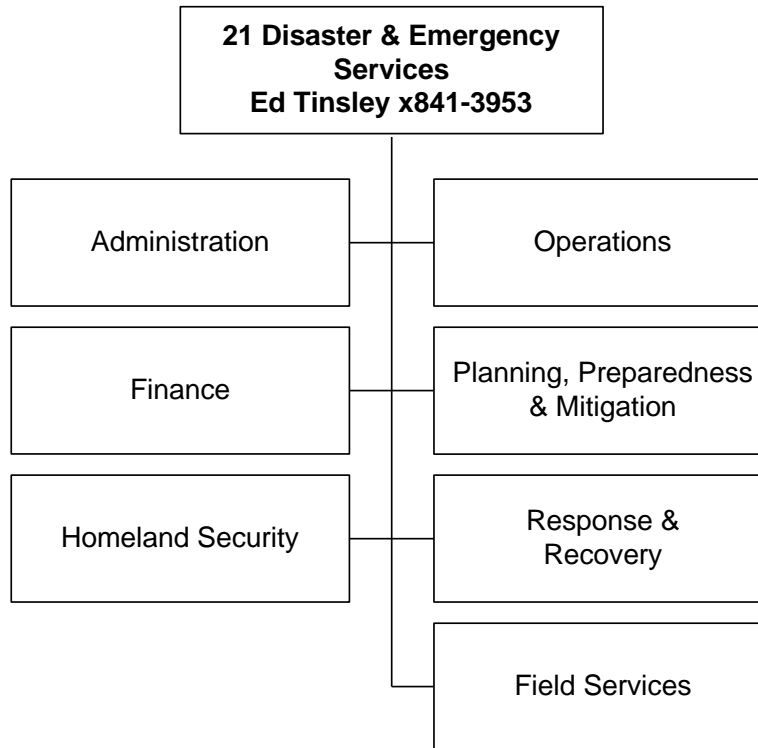 21 Disaster & Emergency
Services
Ed Tinsley x841-3953
Administration
Operations
Finance
Planning, Preparedness
& Mitigation
Homeland Security
Response &
Recovery
Field Services